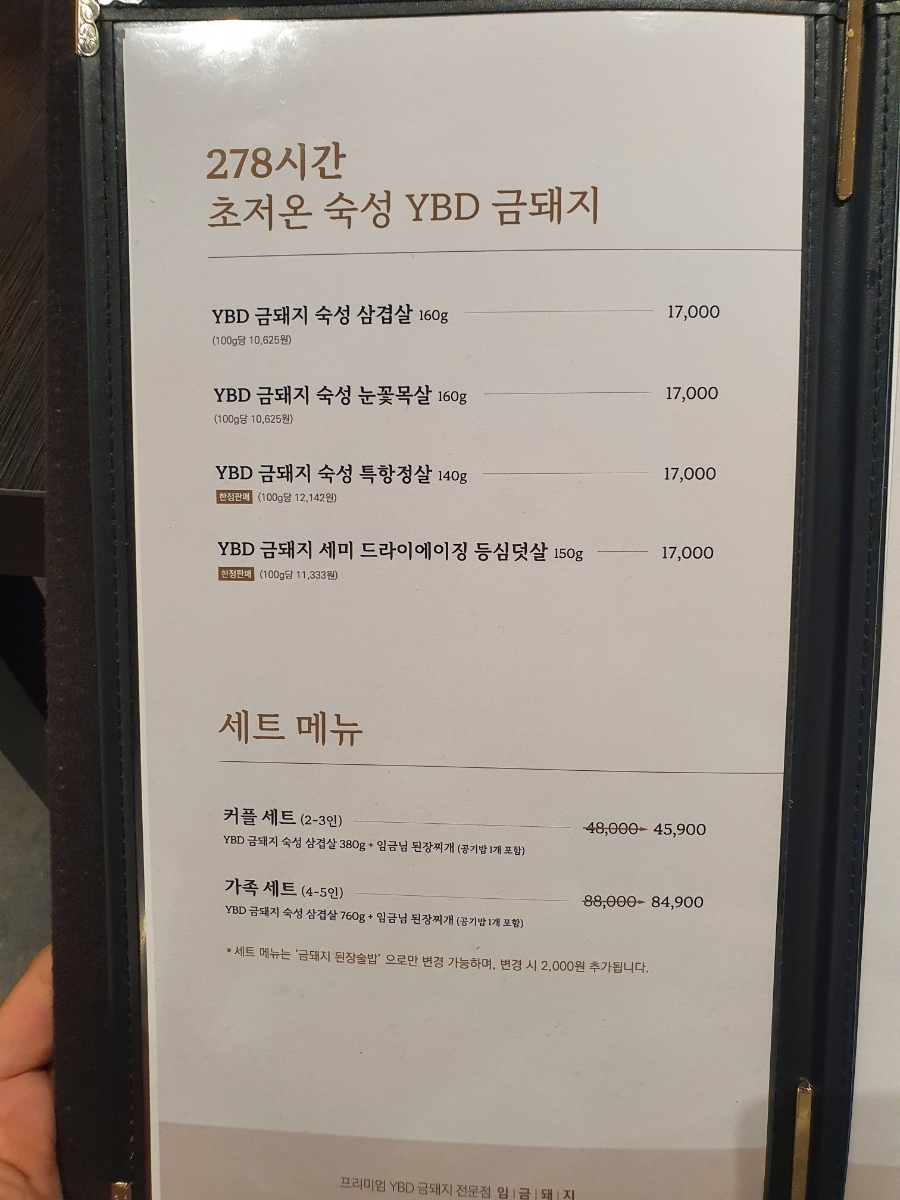 278시간
초저온 숙성 YBD 금돼지
YBD 금돼지 숙성 삼겹살 160g 17,000
(100g당 10,625원)
YBD 금돼지 숙성 눈꽃목살 160g 17,000
(100g당 10,625원)
YBD 금돼지 숙성 특항정살 140g 17,000
한정판매 (100g당 12,142원)
YBD 금돼지 세미 드라이에이징 등심덧살 150g 17,000
한정판매 (100g당 11,333원)
세트 메뉴
커플 세트 (2-3인) 48,000 45,900
YBD 금돼지 숙성 삼겹살 380g + 임금님 된장찌개 (공기밥 1개 포함)
가족 세트 (4~5인) 88,000 84,900
YBD 금돼지 숙성 삼겹살 760g + 임금님 된장찌개 (공기밥 1개 포함)
* 세트 메뉴는 '금돼지 된장술밥' 으로만 변경 가능하며, 변경 시 2,000원 추가됩니다.
프리미엄 YBD 금돼지 전문점 임|금|돼|지